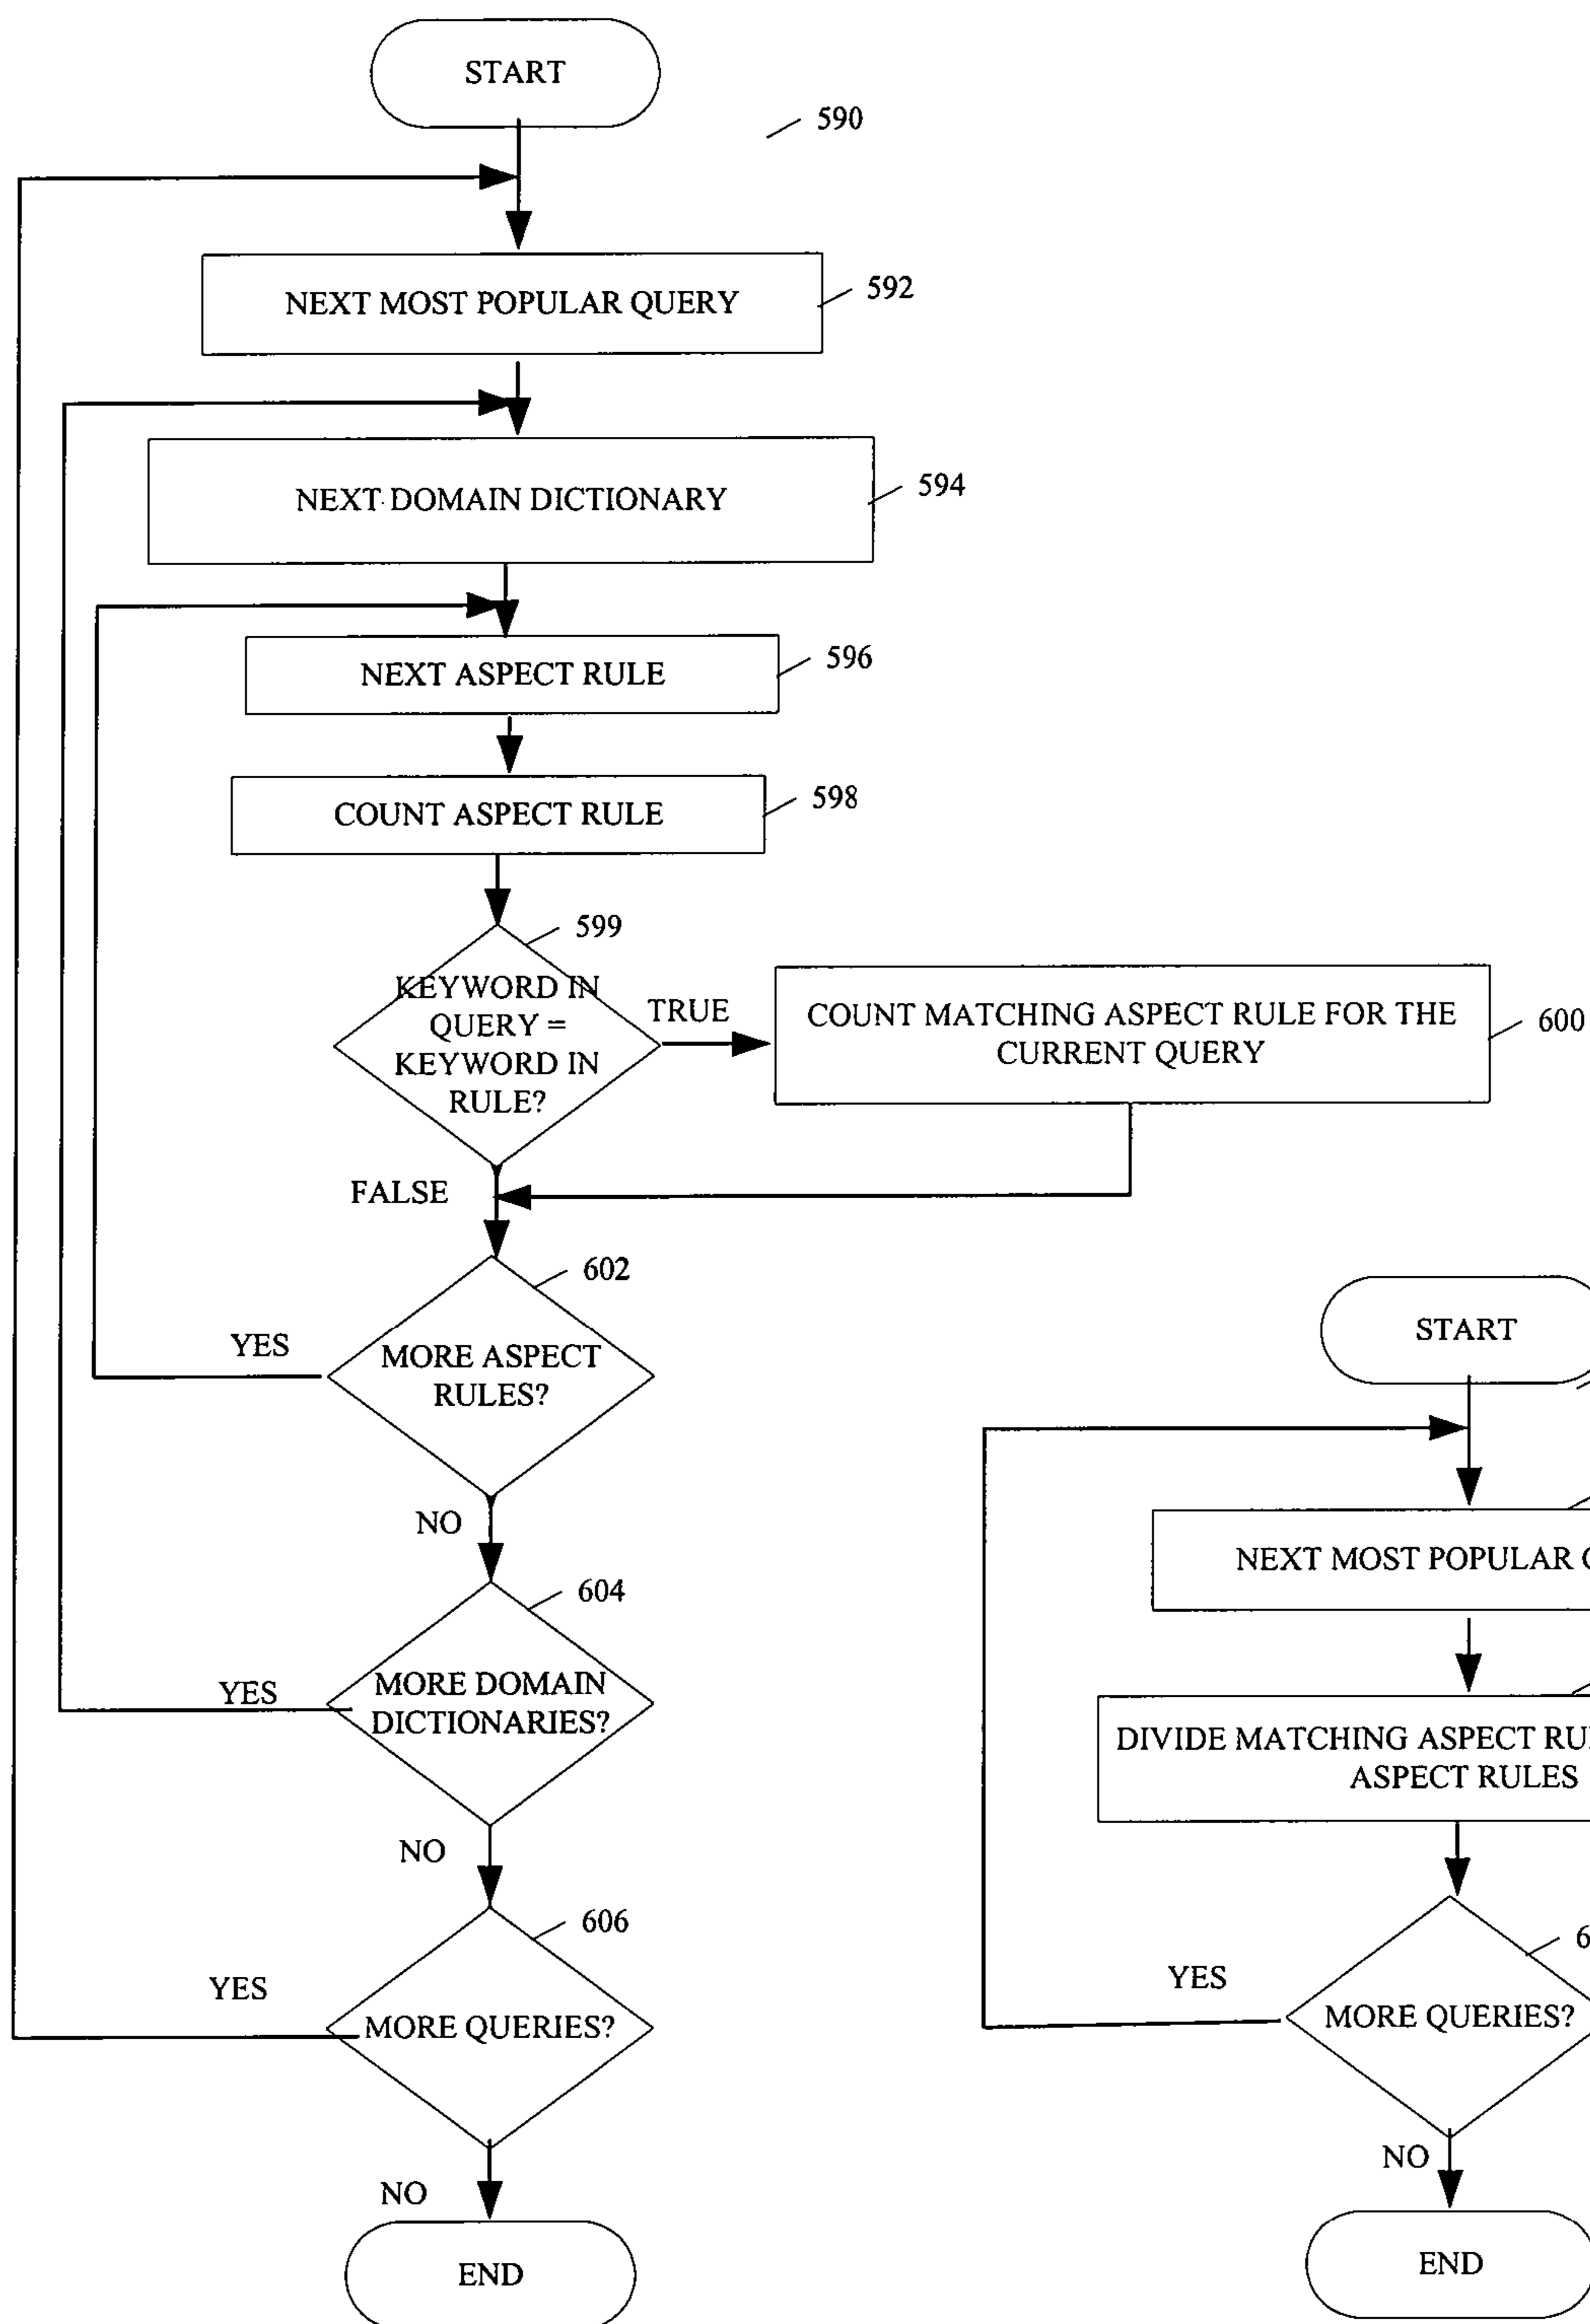 START
590
NEXT MOST POPULAR QUERY
592
NEXT DOMAIN DICTIONARY
594
NEXT ASPECT RULE
596
COUNT ASPECT RULE
598
599
KEYWORD IN
QUERY =
KEYWORD IN
RULE?
TRUE
COUNT MATCHING ASPECT RULE FOR THE
CURRENT QUERY
600
FALSE
602
MORE ASPECT
RULES?
YES
NO
604
MORE DOMAIN
DICTIONARIES?
YES
NO
606
MORE QUERIES?
YES
NO
END
START
NEXT MOST POPULAR
DIVIDE MATCHING ASPECT
ASPECT RULES
MORE QUERIES?
YES
NO
END